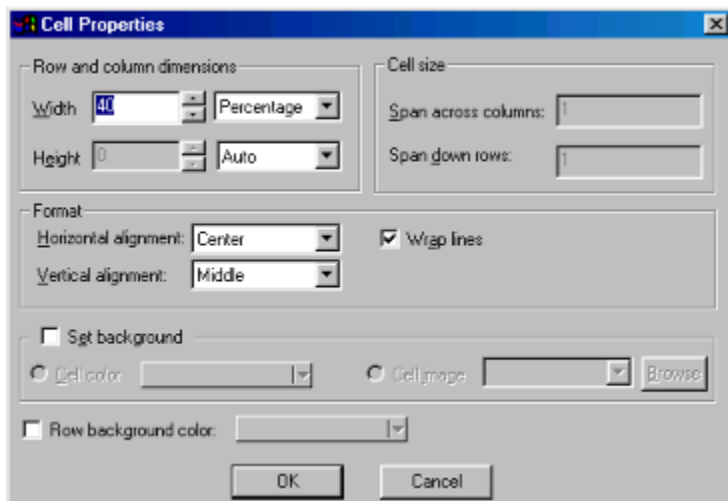 Cell Properties
Row and column dimensions
Width 40 Percentage
Height 0 Auto
Cell size
Span across columns: 1
Span down rows: 1
Format
Horizontal alignment: Center
Wrap lines
Vertical alignment: Middle
Set background
Cell color
Cell image
Browse
Row background color:
OK
Cancel